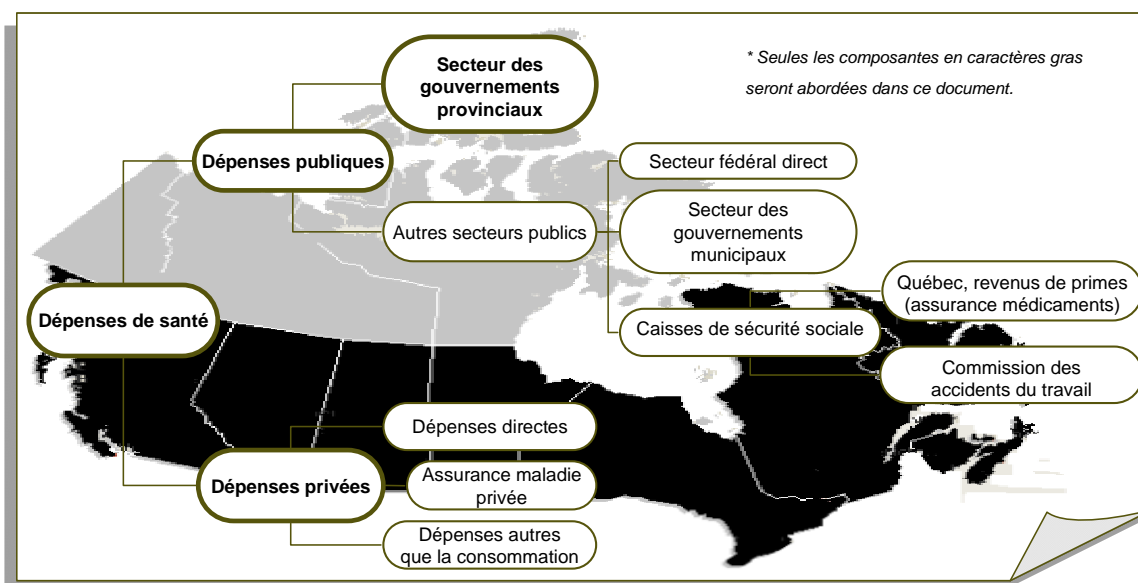 Secteur des
gouvernements
provinciaux
* Seules les composantes en caractères gras
seront abordées dans ce document.
Dépenses publiques
Secteur fédéral direct
Autres secteurs publics
Secteur des
gouvernements
municipaux
Québec, revenus de primes
(assurance médicaments)
Dépenses de santé
Caisses de sécurité sociale
Commission des
accidents du travail
Dépenses directes
Dépenses privées
Assurance maladie
privée
Dépenses autres
que la consommation